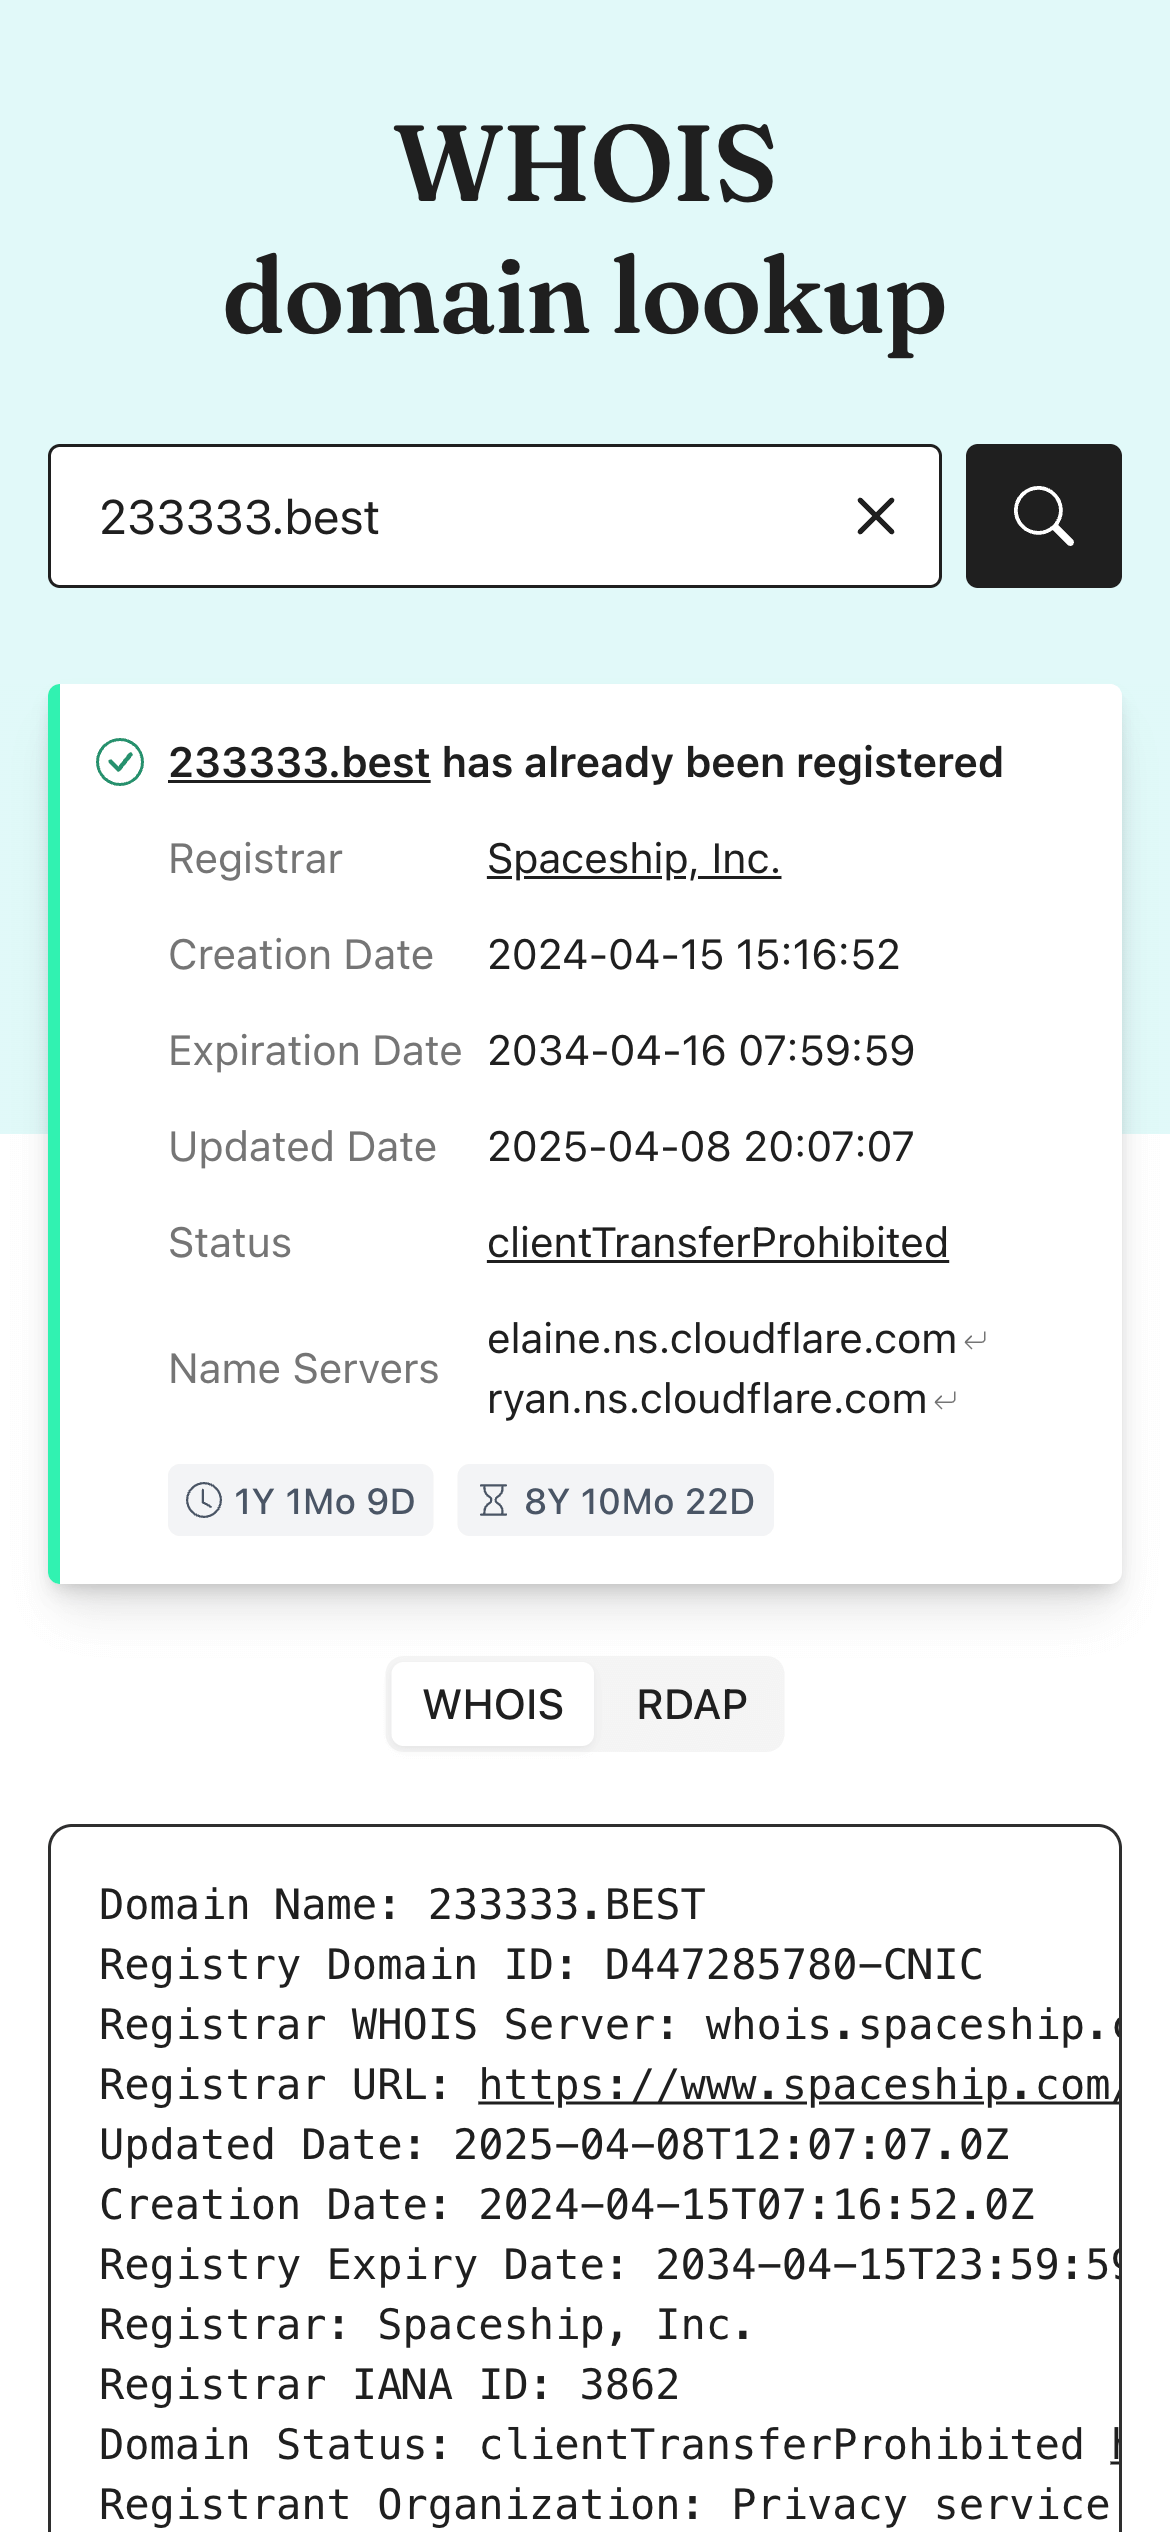 WHOIS
domain lookup
233333.best
233333.best has already been registered
Registrar Spaceship, Inc.
Creation Date 2024-04-15 15:16:52
Expiration Date 2034-04-16 07:59:59
Updated Date 2025-04-08 20:07:07
Status clientTransferProhibited
Name Servers elaine.ns.cloudflare.com
ryan.ns.cloudflare.com
1Y 1Mo 9D 8Y 10Mo 22D
WHOIS RDAP
Domain Name: 233333.BEST
Registry Domain ID: D447285780-CNIC
Registrar WHOIS Server: whois.spaceship.
Registrar URL: https://www.spaceship.com/
Updated Date: 2025-04-08T12:07:07.0Z
Creation Date: 2024-04-15T07:16:52.0Z
Registry Expiry Date: 2034-04-15T23:59:59
Registrar: Spaceship, Inc.
Registrar IANA ID: 3862
Domain Status: clientTransferProhibited
Registrant Organization: Privacy service